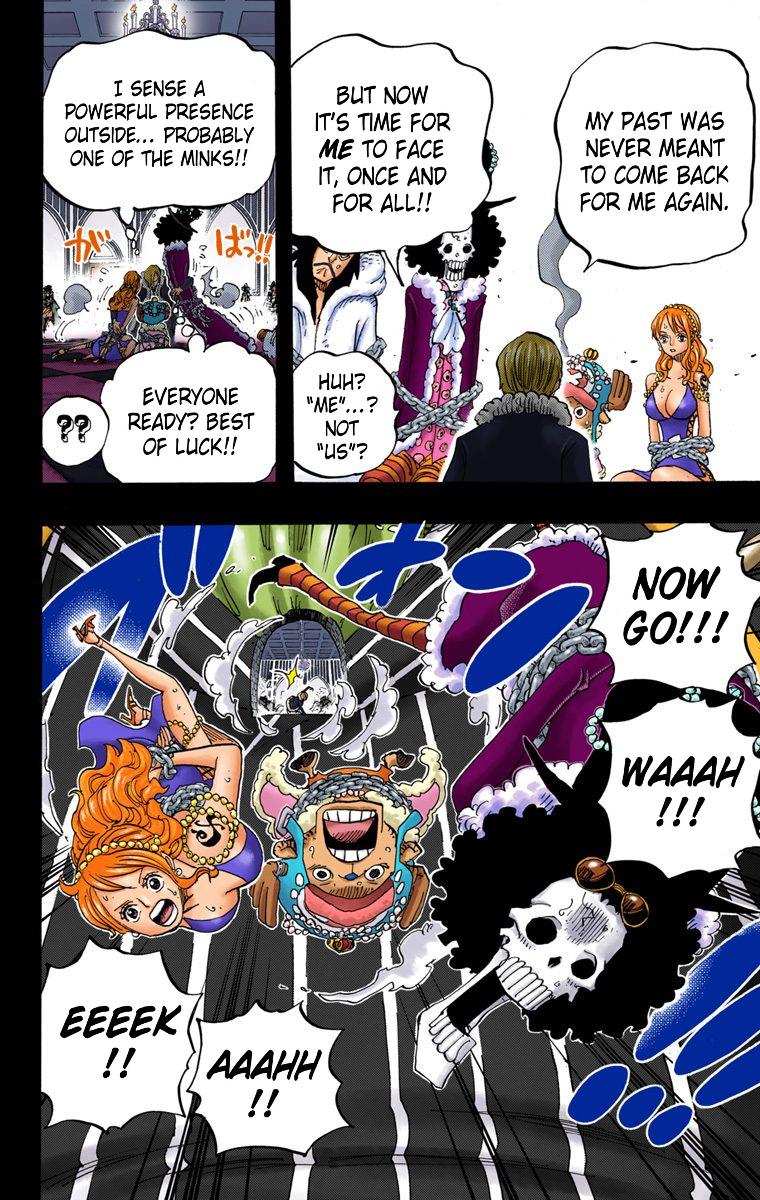 MY PAST WAS
NEVER MEANT
TO COME BACK
FOR ME AGAIN.
BUT NOW
IT'S TIME FOR
ME TO FACE
IT, ONCE AND
FOR ALL!!
HUH?
"ME"...?
NOT
"US"?
I SENSE A
POWERFUL PRESENCE
OUTSIDE... PROBABLY
ONE OF THE MINKS!!
ばっ!!
ガ
EVERYONE
READY? BEST
OF LUCK!!
??
NOW
GO!!!
WAAAH
!!!
AAAHH
!!
EEEEK
!!